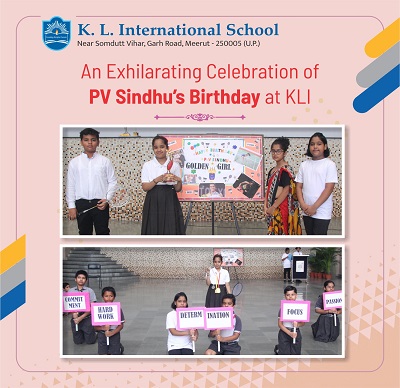 K. L. International School
Near Somdutt Vihar, Garh Road, Meerut - 250005 (U.P.)
An Exhilarating Celebration of
PV Sindhu's Birthday at KLI
GOLDEN GIRL
COMMIT
MENT
HARD
WORK
DETERM
INATION
FOCUS
PASSION